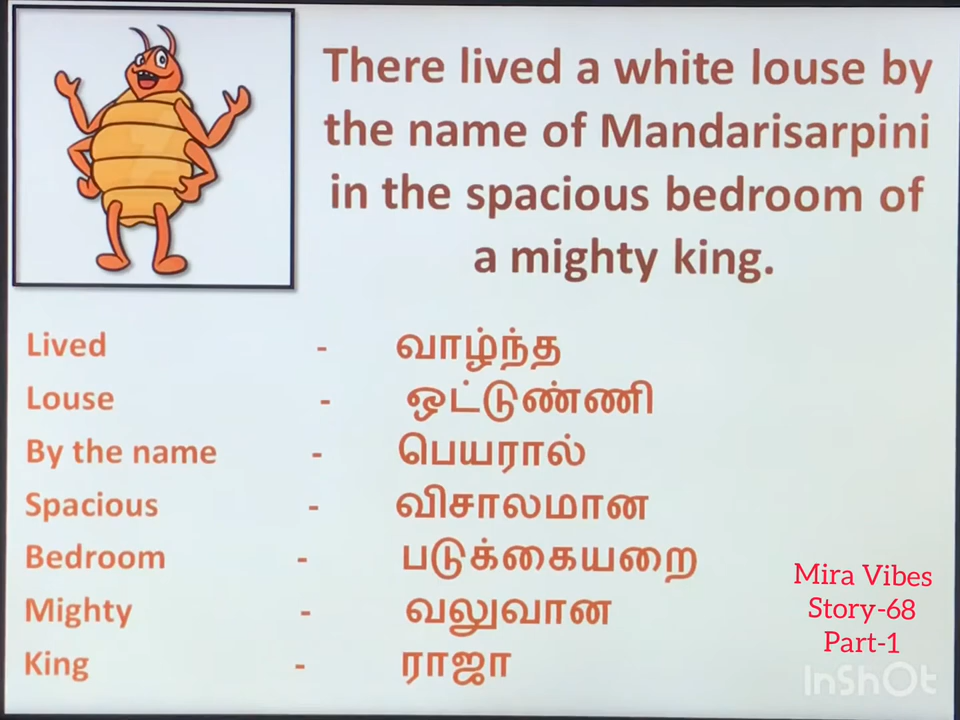 There lived a white louse by
the name of Mandarisarpini
in the spacious bedroom of
a mighty king.
Lived - வாழ்ந்த
Louse - ஒட்டுண்ணி
By the name - பெயரால்
Spacious - விசாலமான
Bedroom - படுக்கையறை
Mighty - வலுவான
King - ராஜா
Mira Vibes
Story-68
Part-1
InShOt